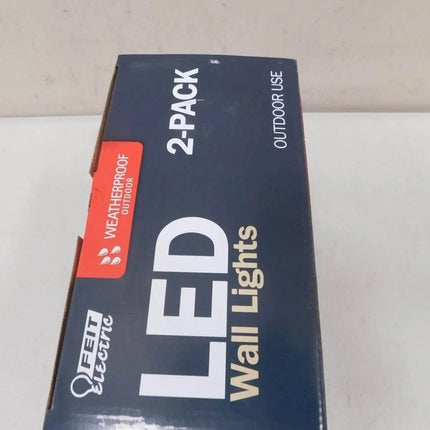 FEIT
Electric
WEATHERPROOF
OUTDOOR
LED
Wall Lights
2-PACK
OUTDOOR USE